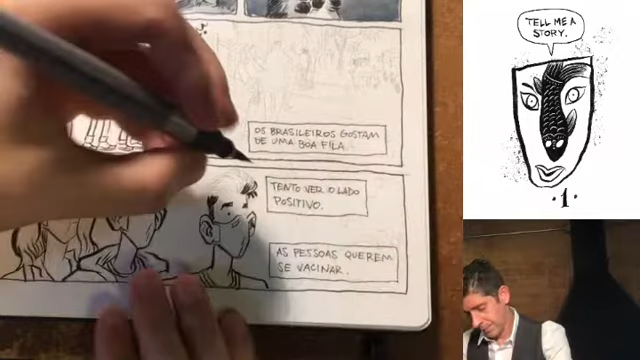 OS BRASILEIROS GOSTAM
DE UMA BOA FILA.
TENTO VER O LADO
POSITIVO.
AS PESSOAS QUEREM
SE VACINAR.
TELL ME A
STORY.
·1·